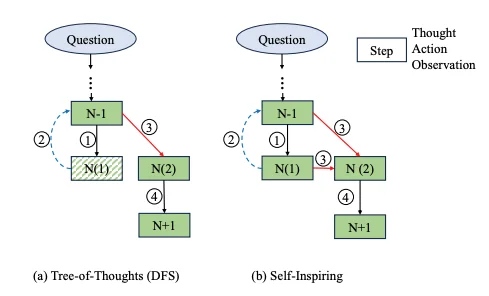 Question
N-1
①
②
③
N(1)
N(2)
④
N+1
(a) Tree-of-Thoughts (DFS)
Question
N-1
①
②
③
N(1)
③
N (2)
④
N+1
(b) Self-Inspiring
Step
Thought
Action
Observation